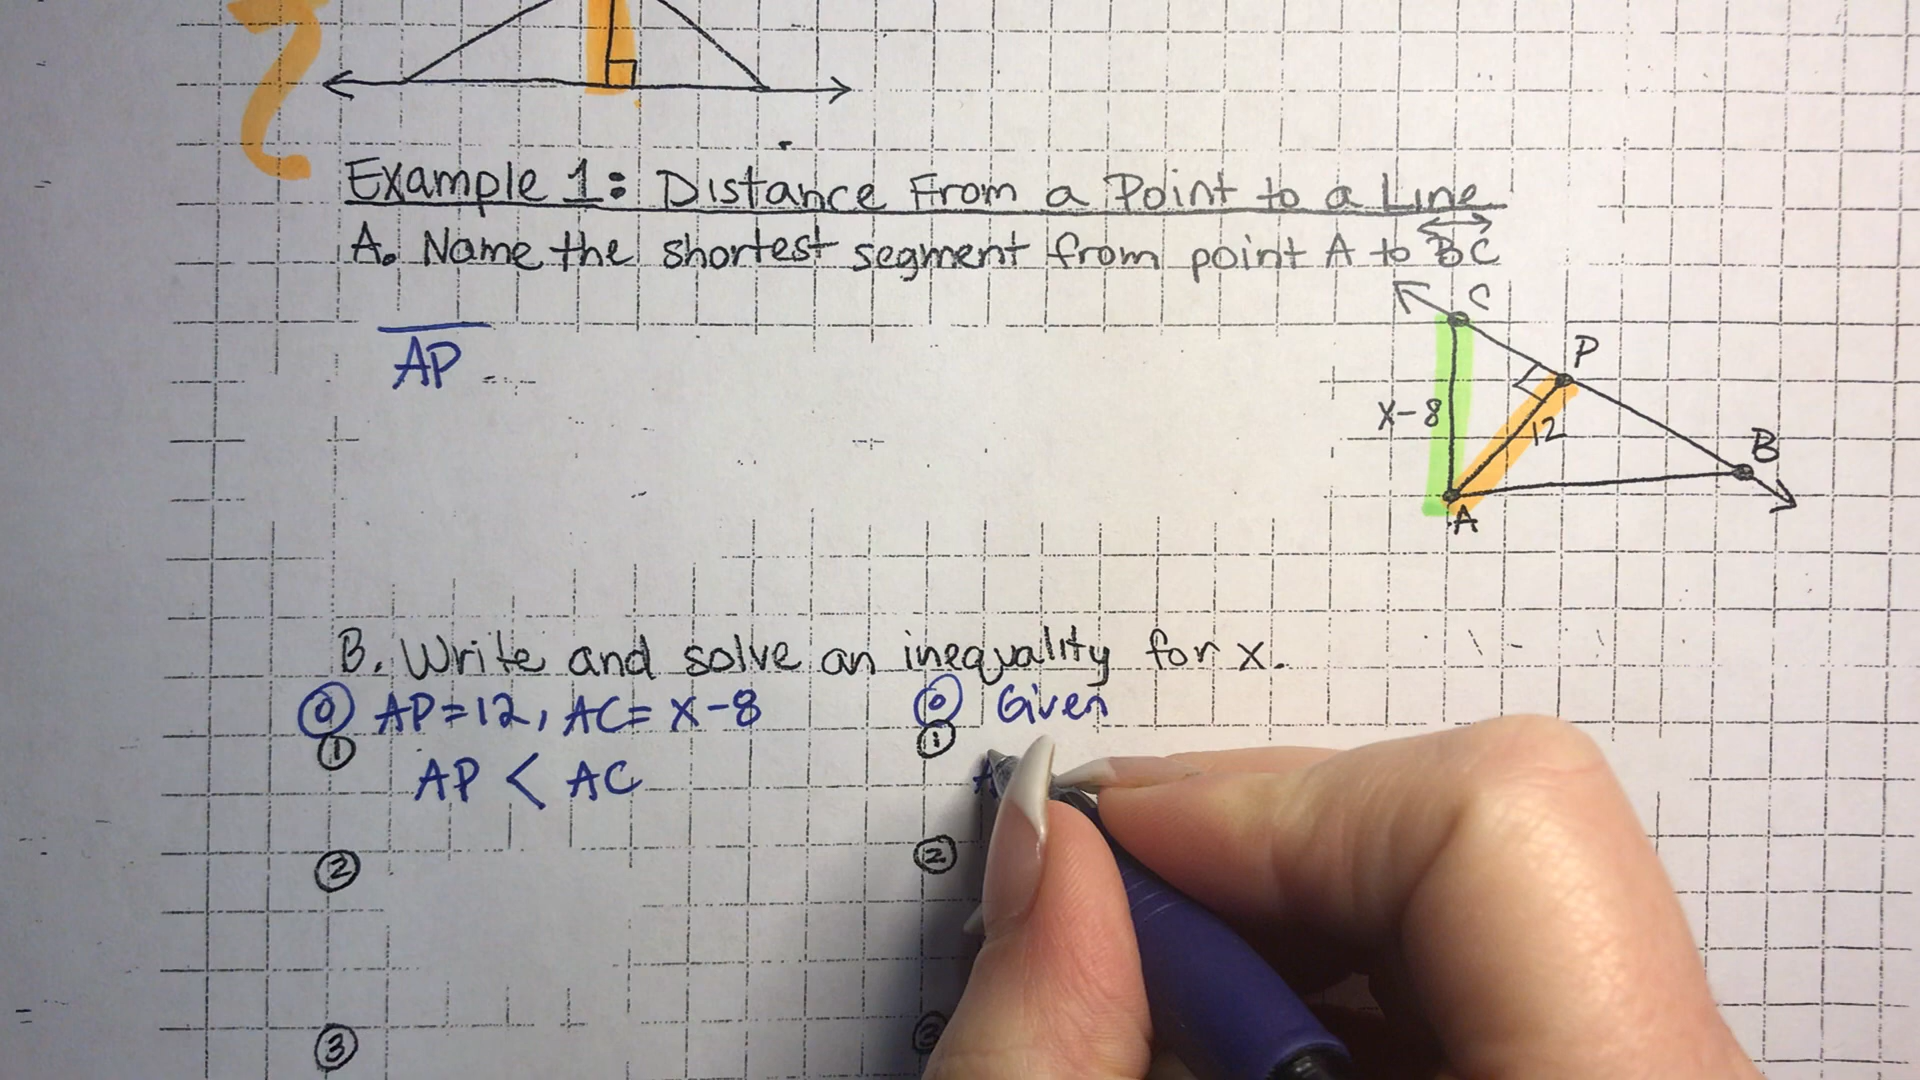 Example 1: Distance From a Point to a Line
A. Name the shortest segment from point A to BC
C
AP
P
x-8
12
B
A
B. Write and solve an inequality for x.
0 AP=12, AC= x-8
0 Given
1
1
AP < AC
A
2
2
3
3